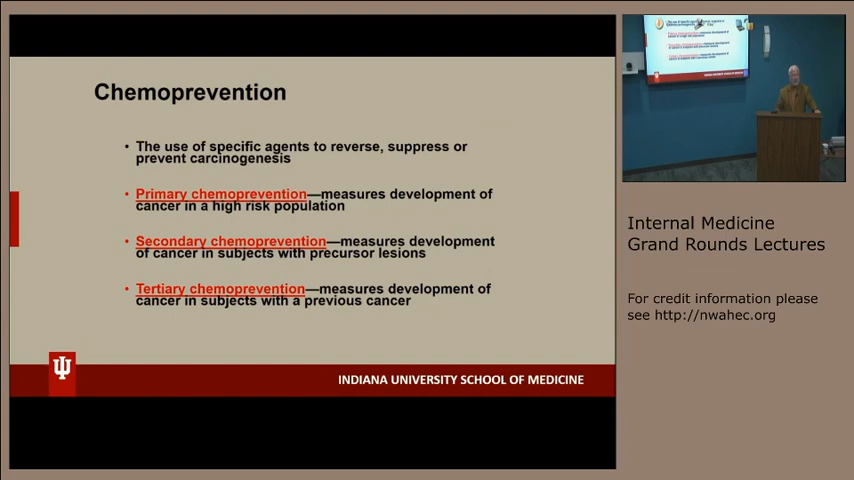 Chemoprevention
• The use of specific agents to reverse, suppress or
prevent carcinogenesis
• Primary chemoprevention—measures development of
cancer in a high risk population
• Secondary chemoprevention—measures development
of cancer in subjects with precursor lesions
• Tertiary chemoprevention—measures development of
cancer in subjects with a previous cancer
INDIANA UNIVERSITY SCHOOL OF MEDICINE
Internal Medicine
Grand Rounds Lectures
For credit information please
see http://nwahec.org